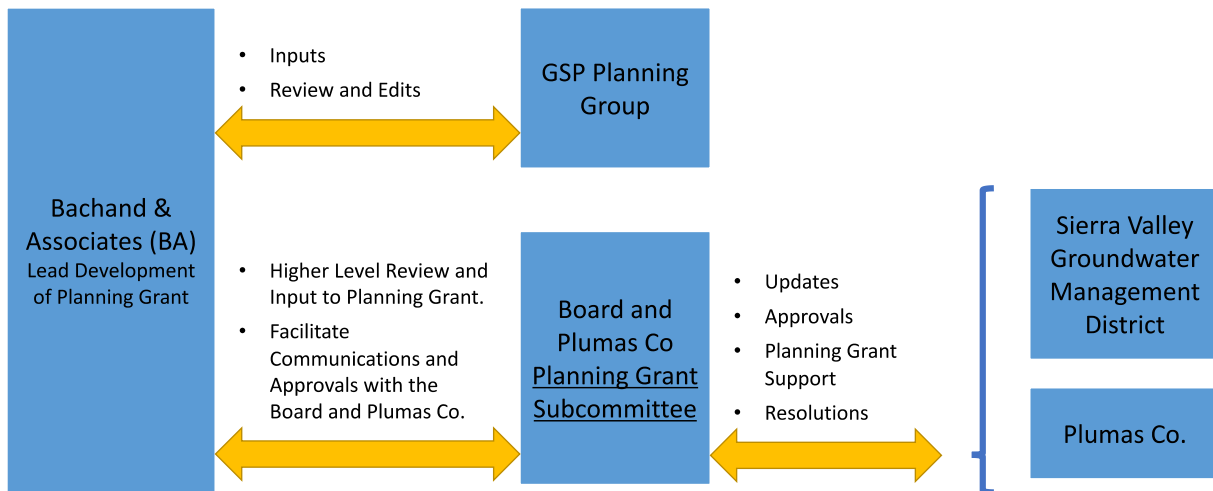 Bachand &
Associates (BA)
Lead Development
of Planning Grant
• Inputs
• Review and Edits
GSP Planning
Group
• Higher Level Review and
Input to Planning Grant.
• Facilitate
Communications and
Approvals with the
Board and Plumas Co.
Board and
Plumas Co
Planning Grant
Subcommittee
• Updates
• Approvals
• Planning Grant
Support
• Resolutions
Sierra Valley
Groundwater
Management
District
Plumas Co.